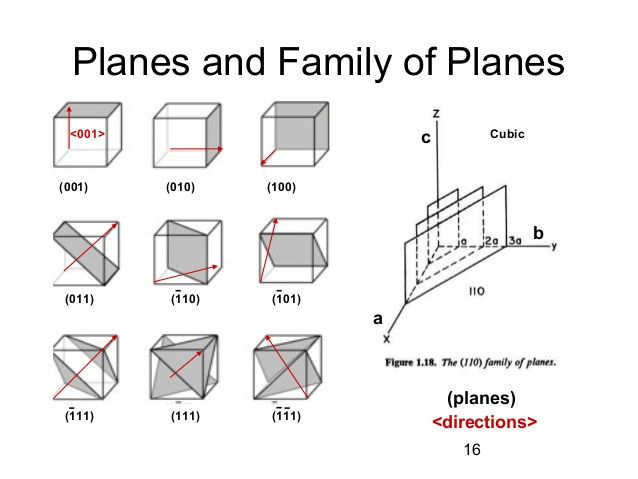 Planes and Family of Planes
<001>
(001)
(010)
(100)
(011)
(1̅10)
(1̅01)
(1̅11)
(111)
(1̅1̅1)
Z
c
Cubic
a
2a
3a
b
y
110
a
X
Figure 1.18. The (110) family of planes.
(planes)
<directions>
16